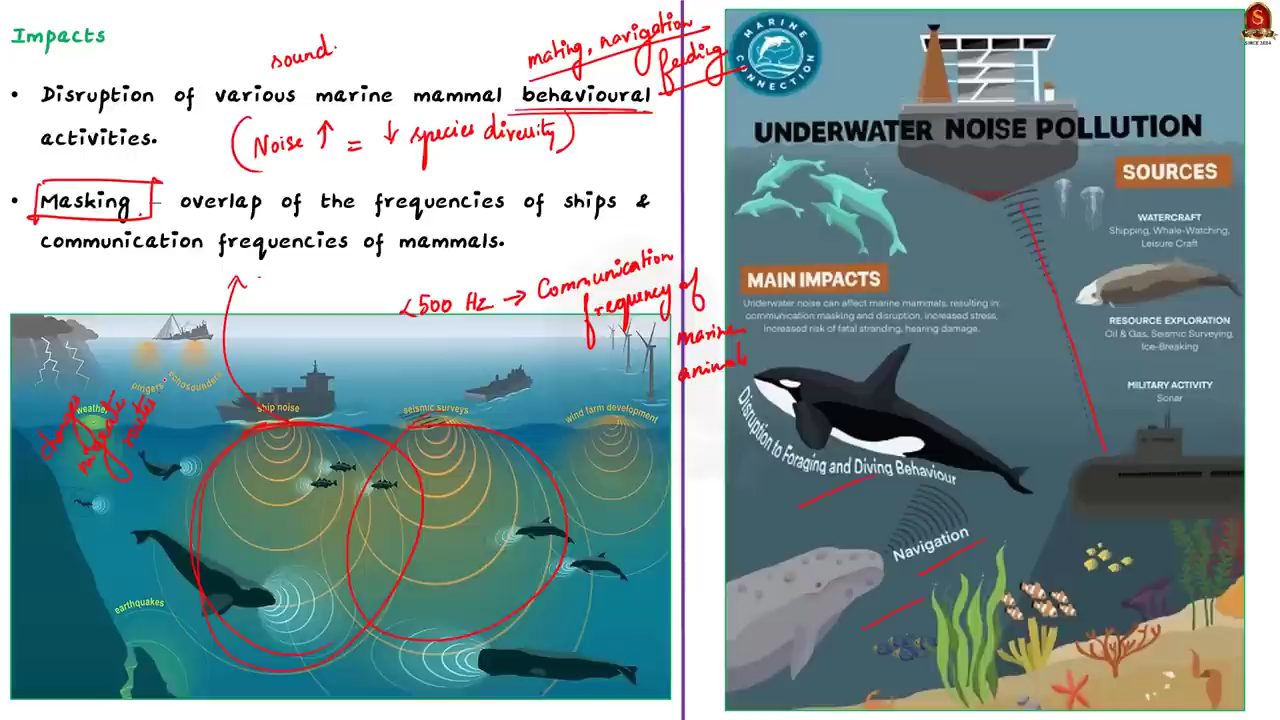 Impacts
sound.
mating, navigation
feeding
• Disruption of various marine mammal behavioural
activities.
(Noise ↑ = ↓ species diversity)
• Masking - overlap of the frequencies of ships &
communication frequencies of mammals.
<500 Hz → Communication
frequency of
marine
animals
pingers
echosounders
weather
ship noise
seismic surveys
wind farm development
changes
migrate
routes
earthquakes
MARINE
CONNECTION
UNDERWATER NOISE POLLUTION
SOURCES
WATERCRAFT
Shipping, Whale-Watching,
Leisure Craft
MAIN IMPACTS
Underwater noise can affect marine mammals, resulting in:
communication masking and disruption, increased stress,
increased risk of fatal stranding, hearing damage.
RESOURCE EXPLORATION
Oil & Gas, Seismic Surveying,
Ice-Breaking
MILITARY ACTIVITY
Sonar
Disruption to Foraging and Diving Behaviour
Navigation
S
SINCE 2004